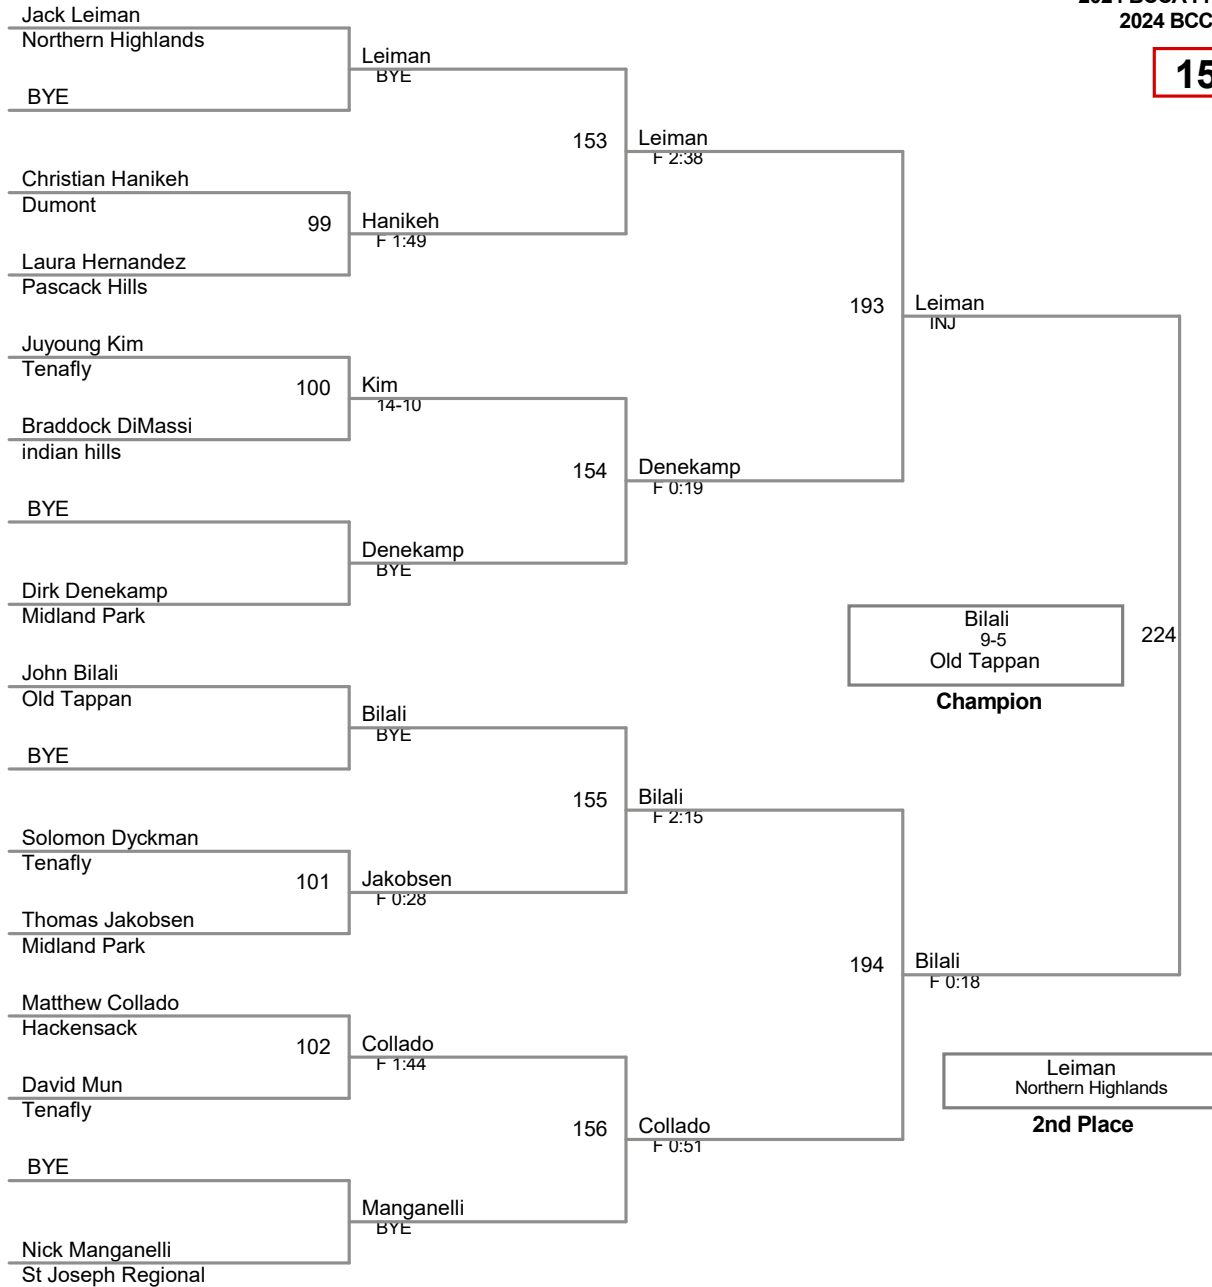 2024 BCC
15
Jack Leiman
Northern Highlands
BYE
Leiman
BYE
153
Leiman
F 2:38
Christian Hanikeh
Dumont
99
Hanikeh
F 1:49
Laura Hernandez
Pascack Hills
193
Leiman
INJ
Juyoung Kim
Tenafly
100
Kim
14-10
Braddock DiMassi
indian hills
154
Denekamp
F 0:19
BYE
Denekamp
BYE
Dirk Denekamp
Midland Park
Bilali
9-5
Old Tappan
Champion
224
John Bilali
Old Tappan
Bilali
BYE
BYE
155
Bilali
F 2:15
Solomon Dyckman
Tenafly
101
Jakobsen
F 0:28
Thomas Jakobsen
Midland Park
194
Bilali
F 0:18
Matthew Collado
Hackensack
102
Collado
F 1:44
David Mun
Tenafly
156
Collado
F 0:51
Leiman
Northern Highlands
2nd Place
BYE
Manganelli
BYE
Nick Manganelli
St Joseph Regional